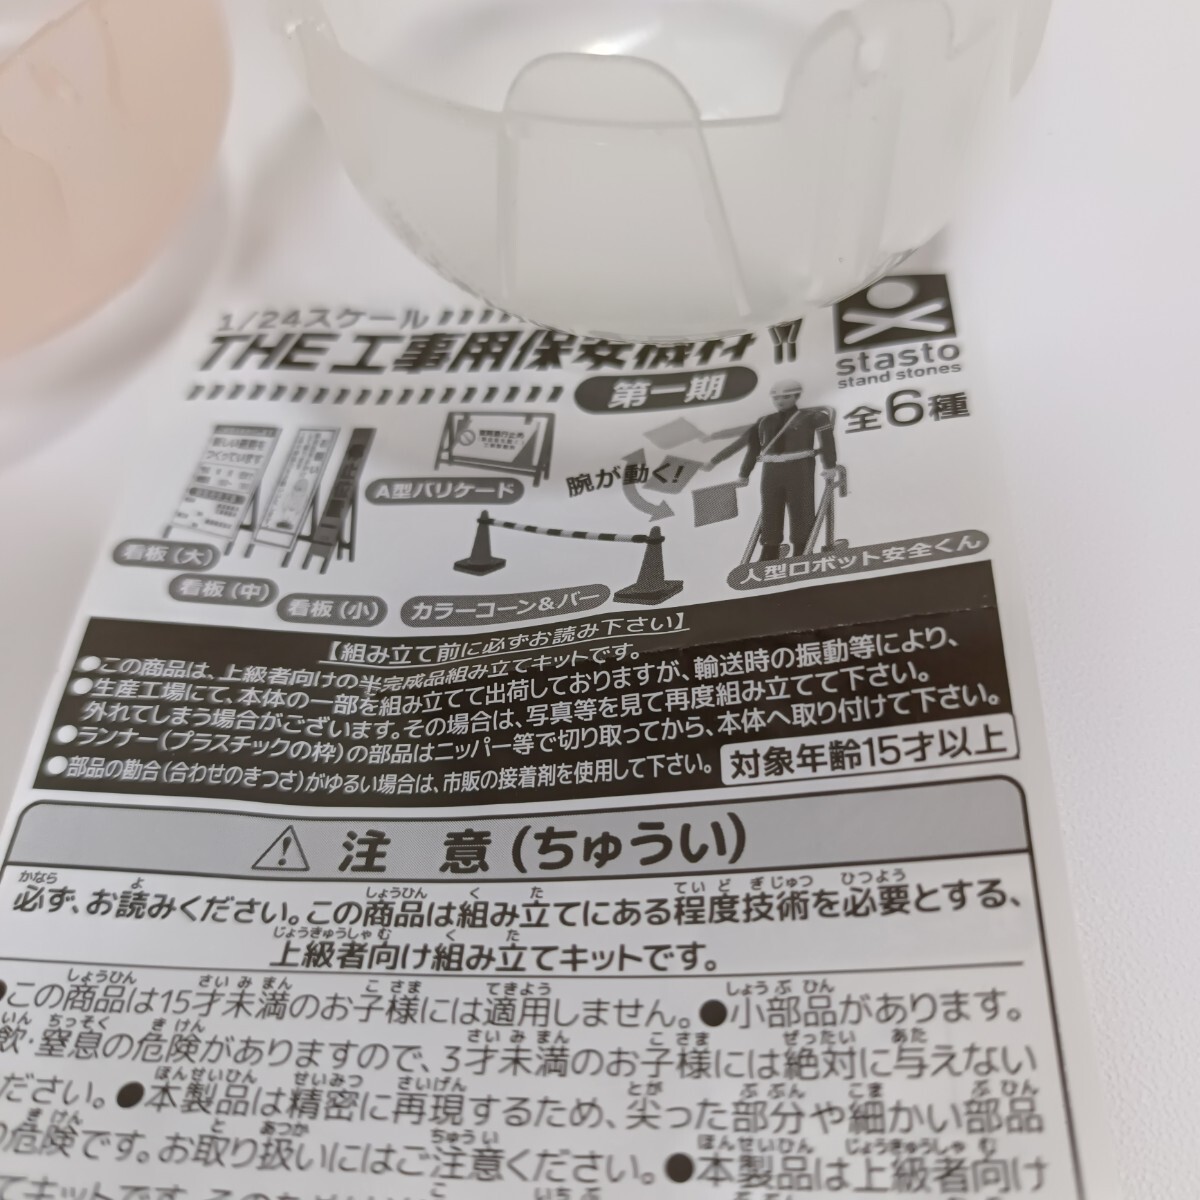 1/24スケール
THE工事用保安機材
第一期
stasto
stand stones
全6種
A型バリケード
腕が動く!
看板(大)
看板(中)
看板(小)
カラーコーン&バー
人型ロボット安全くん
【組み立て前に必ずお読み下さい】
●この商品は、上級者向けの半完成品組み立てキットです。
●生産工場にて、本体の一部を組み立てて出荷しておりますが、輸送時の振動等により、
外れてしまう場合がございます。その場合は、写真等を見て再度組み立てて下さい。
●ランナー(プラスチックの枠)の部品はニッパー等で切り取ってから、本体へ取り付けて下さい。
●部品の勘合(合わせのきつさ)がゆるい場合は、市販の接着剤を使用して下さい。
対象年齢15才以上
注 意(ちゅうい)
必ず、お読みください。この商品は組み立てにある程度技術を必要とする、
上級者向け組み立てキットです。
●この商品は15才未満のお子様には適用しません。●小部品があります。
飲・窒息の危険がありますので、3才未満のお子様には絶対に与えない
ださい。●本製品は精密に再現するため、尖った部分や細かい部品
の危険です。お取り扱いにはご注意ください。●本製品は上級者向け